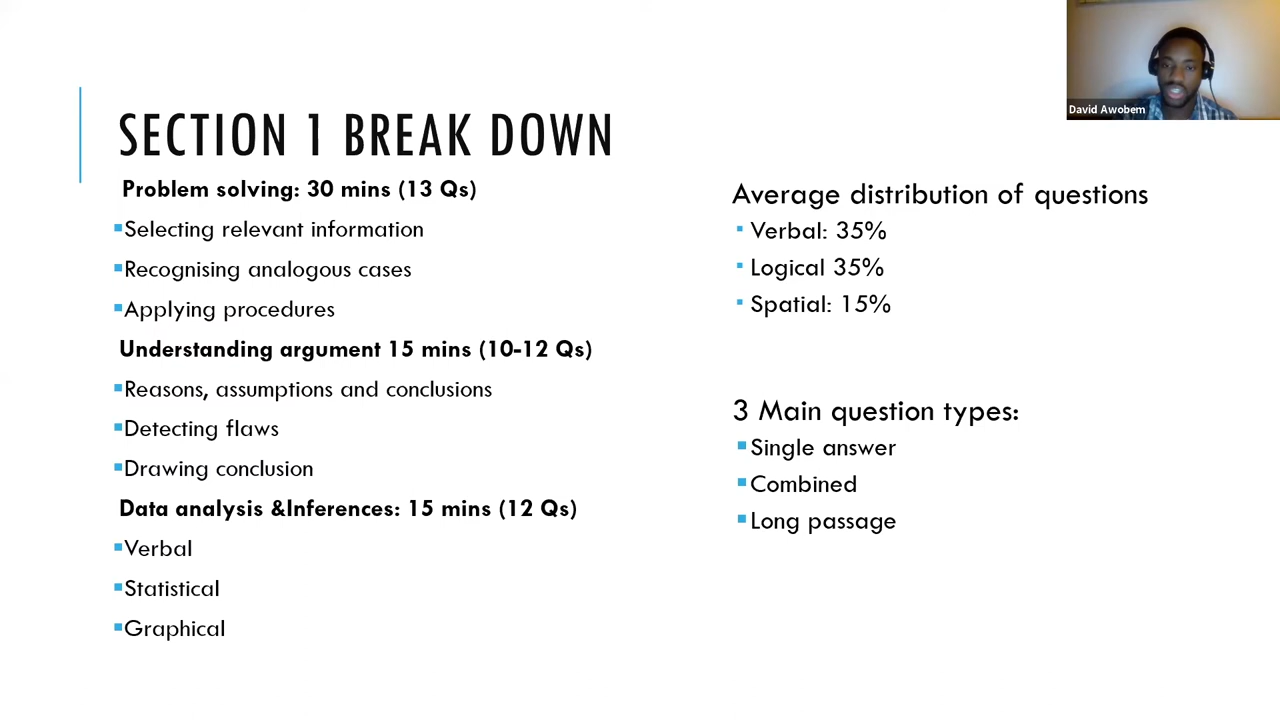 SECTION 1 BREAK DOWN
Problem solving: 30 mins (13 Qs)
Selecting relevant information
Recognising analogous cases
Applying procedures
Understanding argument 15 mins (10-12 Qs)
Reasons, assumptions and conclusions
Detecting flaws
Drawing conclusion
Data analysis &Inferences: 15 mins (12 Qs)
Verbal
Statistical
Graphical
Average distribution of questions
Verbal: 35%
Logical 35%
Spatial: 15%
3 Main question types:
Single answer
Combined
Long passage
David Awobem